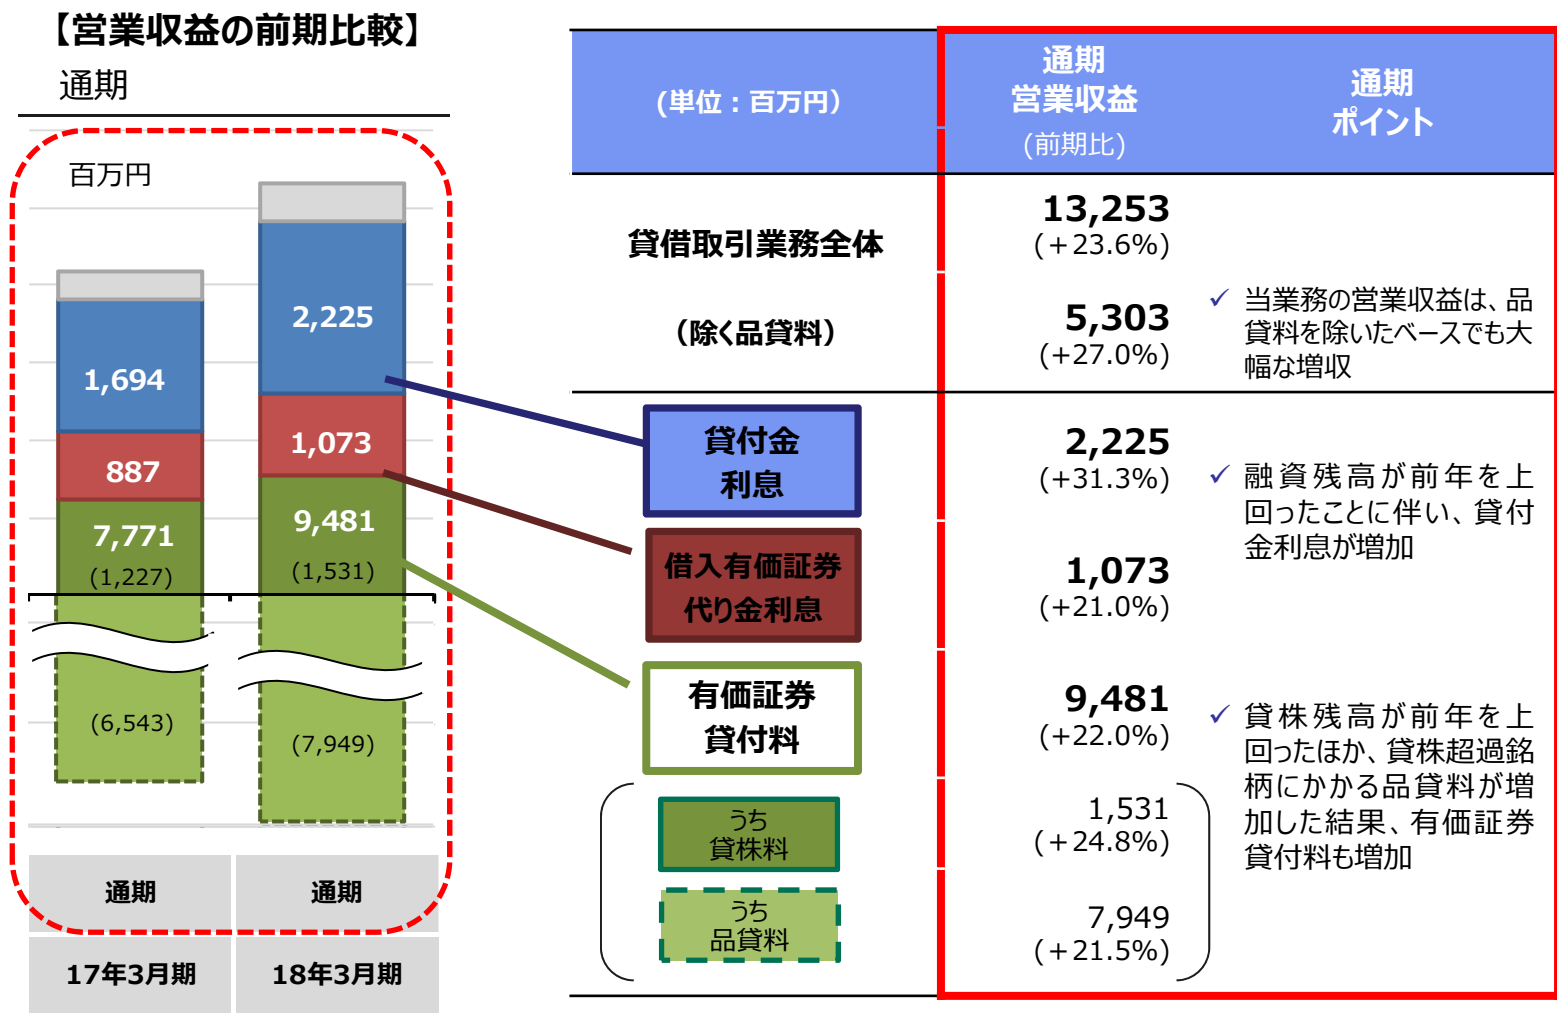 【営業収益の前期比較】
通期
百万円
2,225
1,694
1,073
887
9,481
7,771
(1,531)
(1,227)
(6,543)
(7,949)
通期 通期
17年3月期 18年3月期
(単位：百万円)
通期
営業収益
(前期比)
通期
ポイント
貸借取引業務全体
13,253
(＋23.6%)
(除く品貸料)
5,303
(+27.0%)
✓ 当業務の営業収益は、品
貸料を除いたベースでも大
幅な増収
貸付金
利息
2,225
(+31.3%)
✓ 融資残高が前年を上
回ったことに伴い、貸付
金利息が増加
借入有価証券
代り金利息
1,073
(+21.0%)
有価証券
貸付料
9,481
(+22.0%)
✓ 貸株残高が前年を上
回ったほか、貸株超過銘
柄にかかる品貸料が増
加した結果、有価証券
貸付料も増加
うち
貸株料
1,531
(＋24.8%)
うち
品貸料
7,949
(＋21.5%)